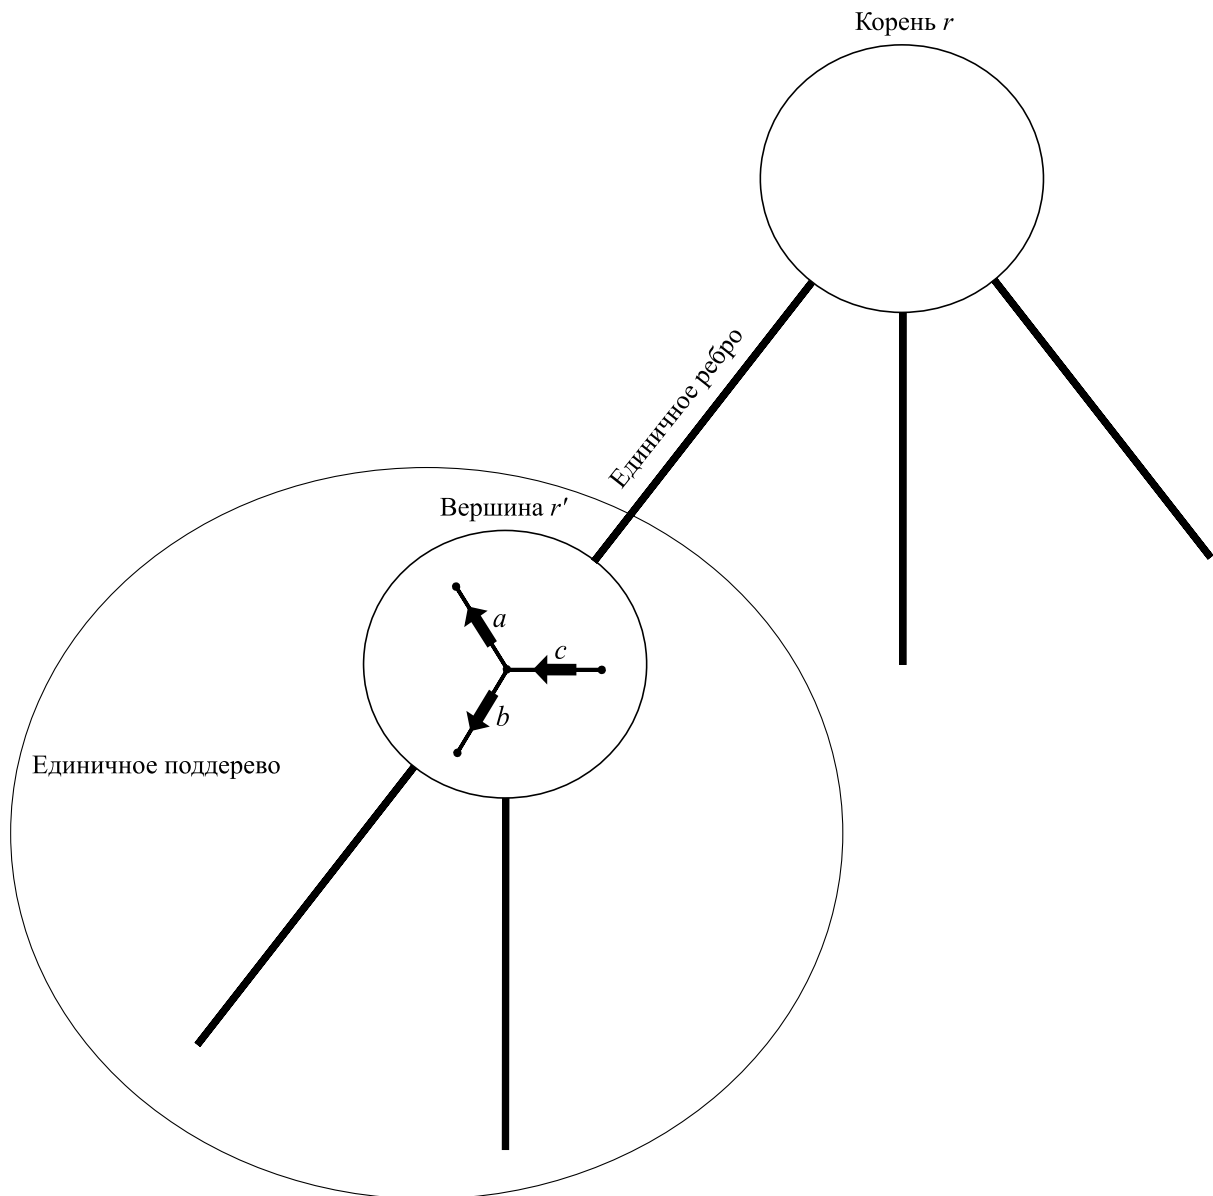 Корень r
Единичное ребро
Вершина r'
a
c
b
Единичное поддерево